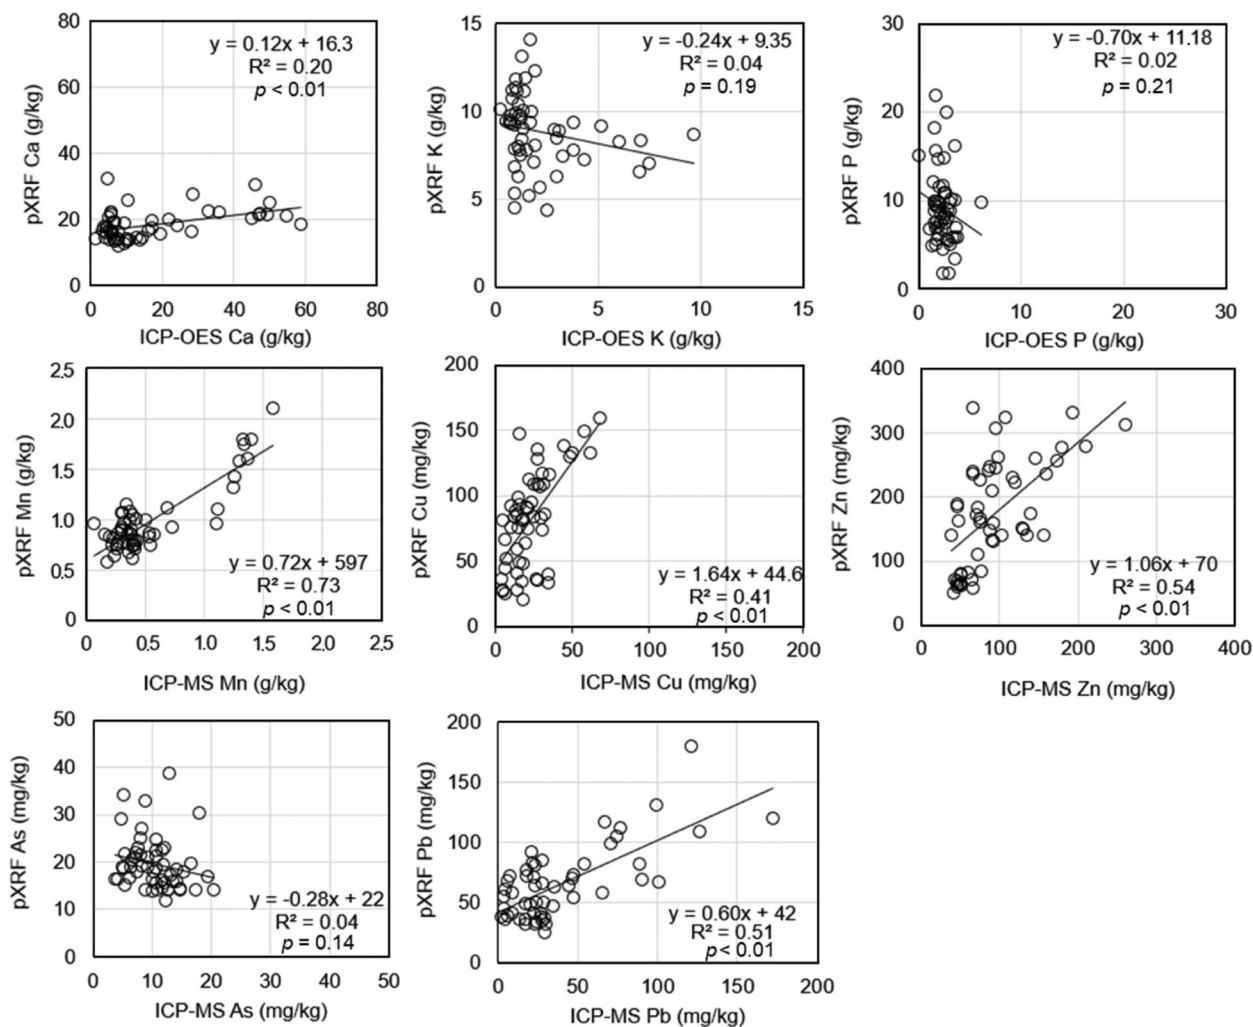 80
60
40
20
0
pXRF Ca (g/kg)
y = 0.12x + 16.3
R² = 0.20
p < 0.01
0 20 40 60 80
ICP-OES Ca (g/kg)
15
10
5
0
pXRF K (g/kg)
y = -0.24x + 9.35
R² = 0.04
p = 0.19
0 5 10 15
ICP-OES K (g/kg)
30
20
10
0
pXRF P (g/kg)
y = -0.70x + 11.18
R² = 0.02
p = 0.21
0 10 20 30
ICP-OES P (g/kg)
2.5
2.0
1.5
1.0
0.5
0
pXRF Mn (g/kg)
y = 0.72x + 597
R² = 0.73
p < 0.01
0 0.5 1.0 1.5 2.0 2.5
ICP-MS Mn (g/kg)
200
150
100
50
0
pXRF Cu (mg/kg)
y = 1.64x + 44.6
R² = 0.41
p < 0.01
0 50 100 150 200
ICP-MS Cu (mg/kg)
400
300
200
100
0
pXRF Zn (mg/kg)
y = 1.06x + 70
R² = 0.54
p < 0.01
0 100 200 300 400
ICP-MS Zn (mg/kg)
50
40
30
20
10
0
pXRF As (mg/kg)
y = -0.28x + 22
R² = 0.04
p = 0.14
0 10 20 30 40 50
ICP-MS As (mg/kg)
200
150
100
50
0
pXRF Pb (mg/kg)
y = 0.60x + 42
R² = 0.51
p < 0.01
0 50 100 150 200
ICP-MS Pb (mg/kg)